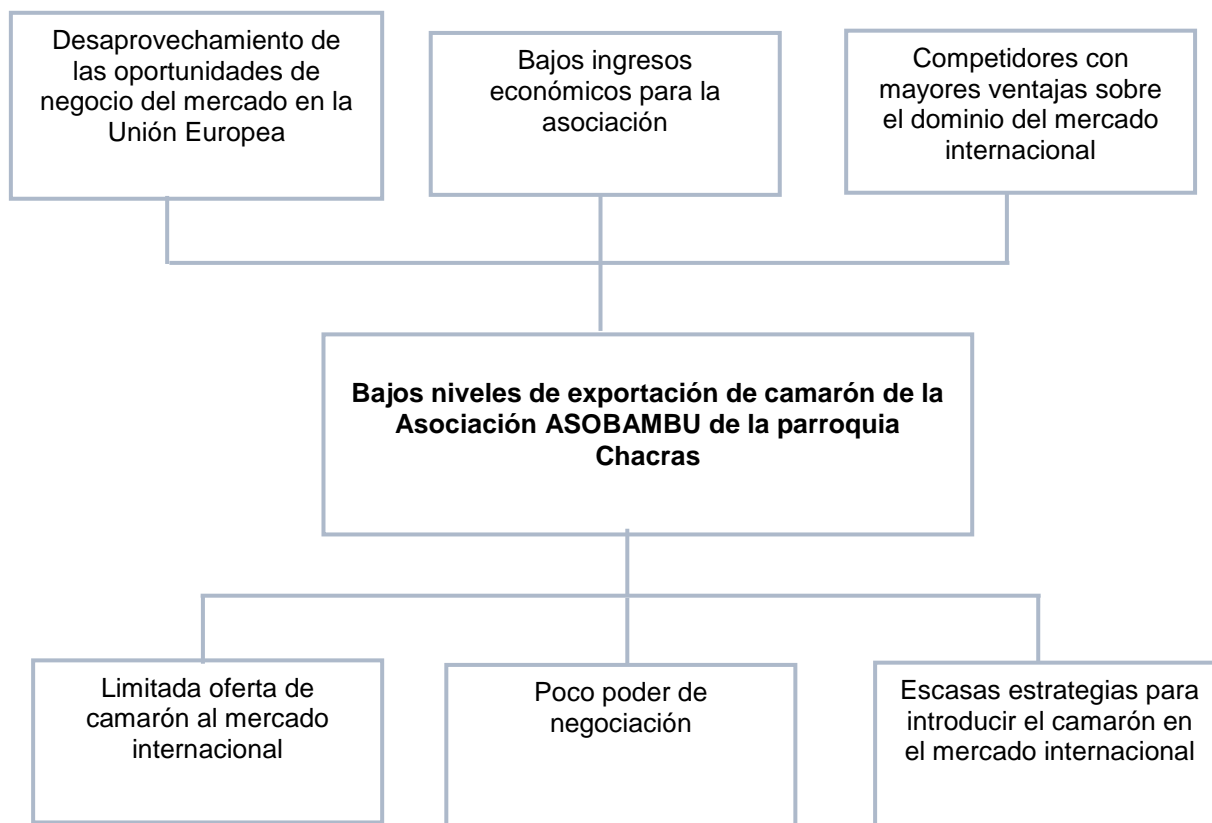 Desaprovechamiento de
las oportunidades de
negocio del mercado en la
Unión Europea
Bajos ingresos
económicos para la
asociación
Competidores con
mayores ventajas sobre
el dominio del mercado
internacional
Bajos niveles de exportación de camarón de la
Asociación ASOBAMBU de la parroquia
Chacras
Limitada oferta de
camarón al mercado
internacional
Poco poder de
negociación
Escasas estrategias para
introducir el camarón en
el mercado internacional